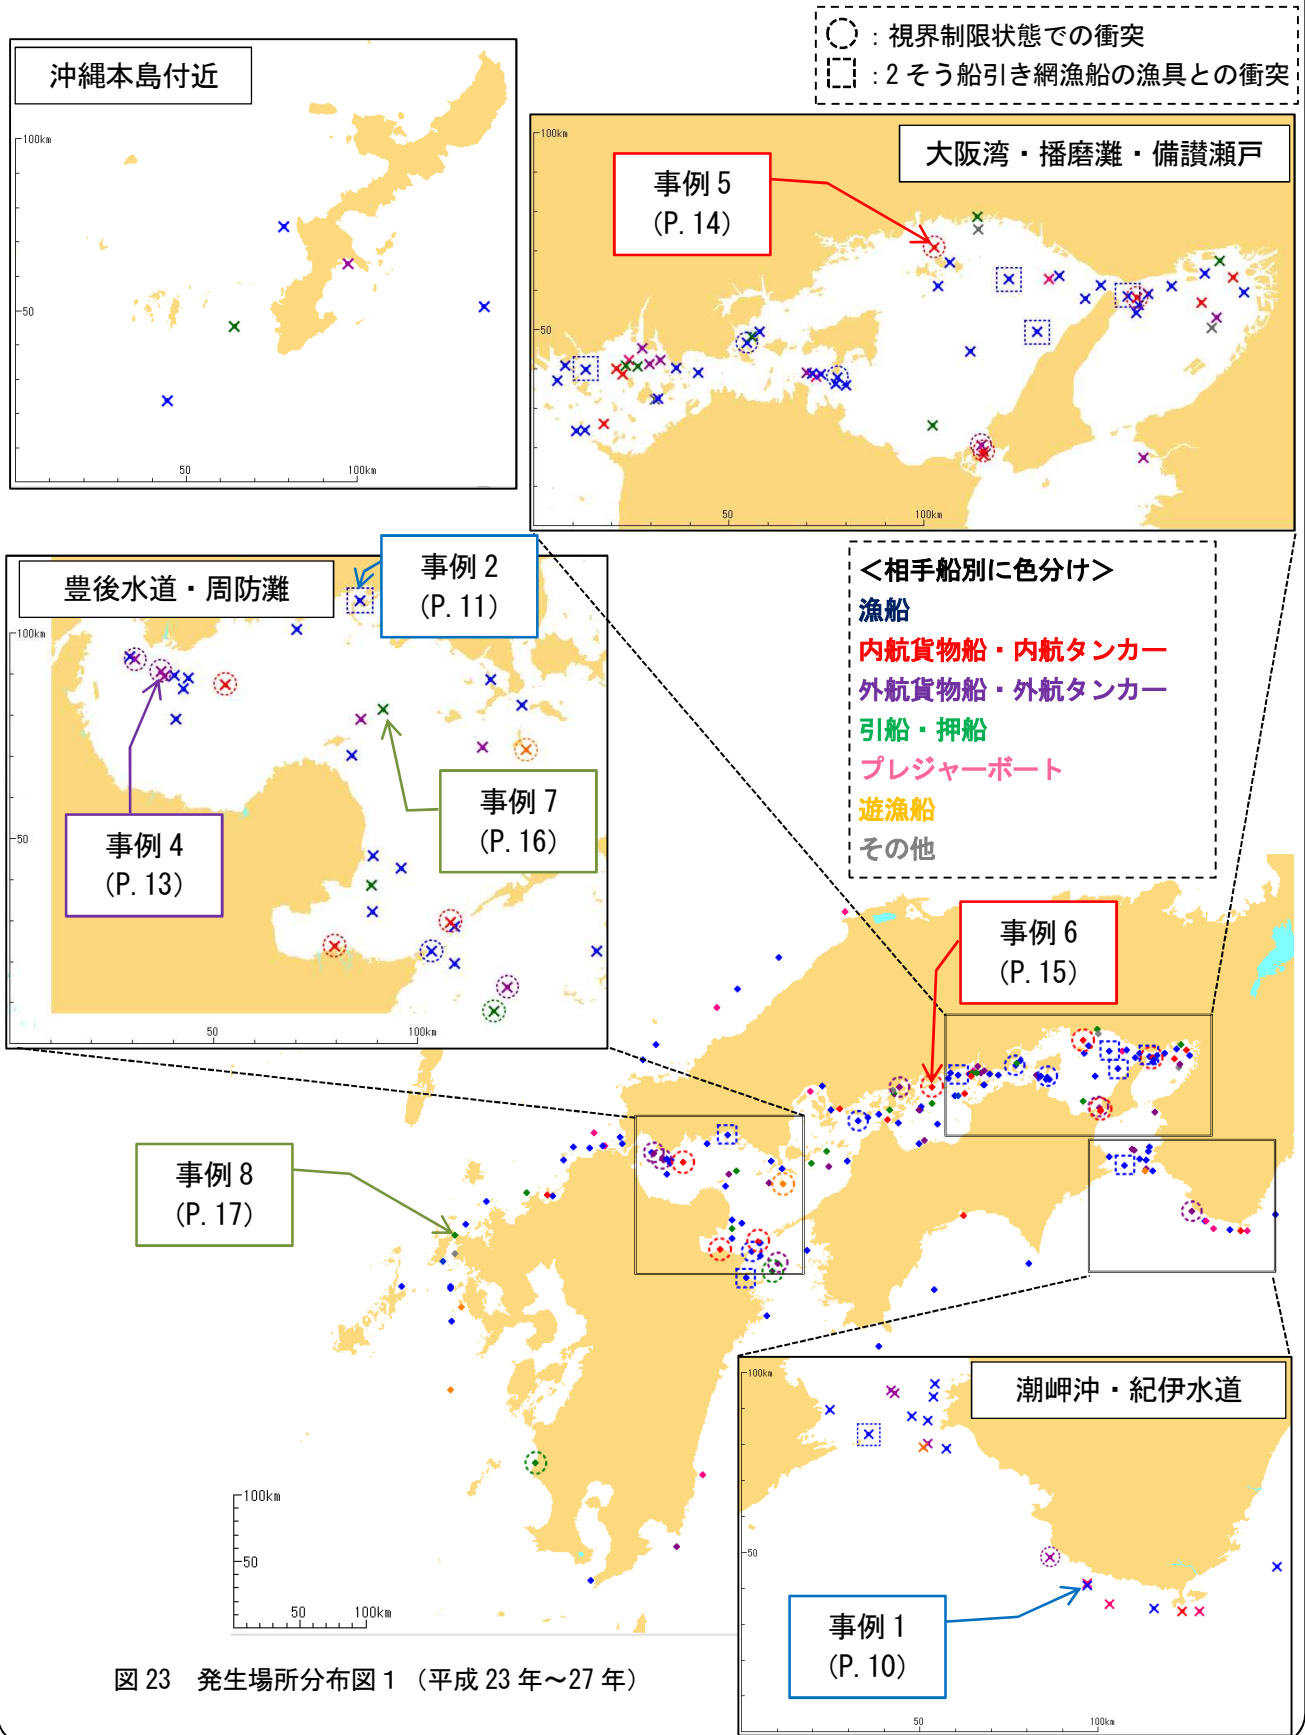 ：視界制限状態での衝突
：2そう船引き網漁船の漁具との衝突
沖縄本島付近
100km
50
50
100km
大阪湾・播磨灘・備讃瀬戸
事例 5
(P. 14)
100km
50
50
100km
豊後水道・周防灘
事例 2
(P. 11)
100km
50
事例 4
(P. 13)
事例 7
(P. 16)
50
100km
＜相手船別に色分け＞
漁船
内航貨物船・内航タンカー
外航貨物船・外航タンカー
引船・押船
プレジャーボート
遊漁船
その他
事例 6
(P. 15)
事例 8
(P. 17)
100km
50
50
100km
潮岬沖・紀伊水道
100km
50
事例 1
(P. 10)
50
100km
図 23　発生場所分布図１（平成 23 年～27 年）